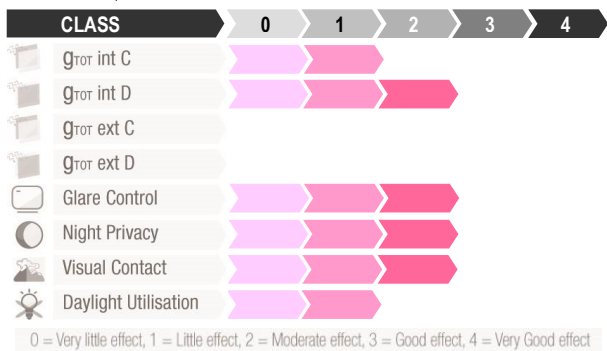 CLASS 0 1 2 3 4
gTOT int C
gTOT int D
gTOT ext C
gTOT ext D
Glare Control
Night Privacy
Visual Contact
Daylight Utilisation
0 = Very little effect, 1 = Little effect, 2 = Moderate effect, 3 = Good effect, 4 = Very Good effect